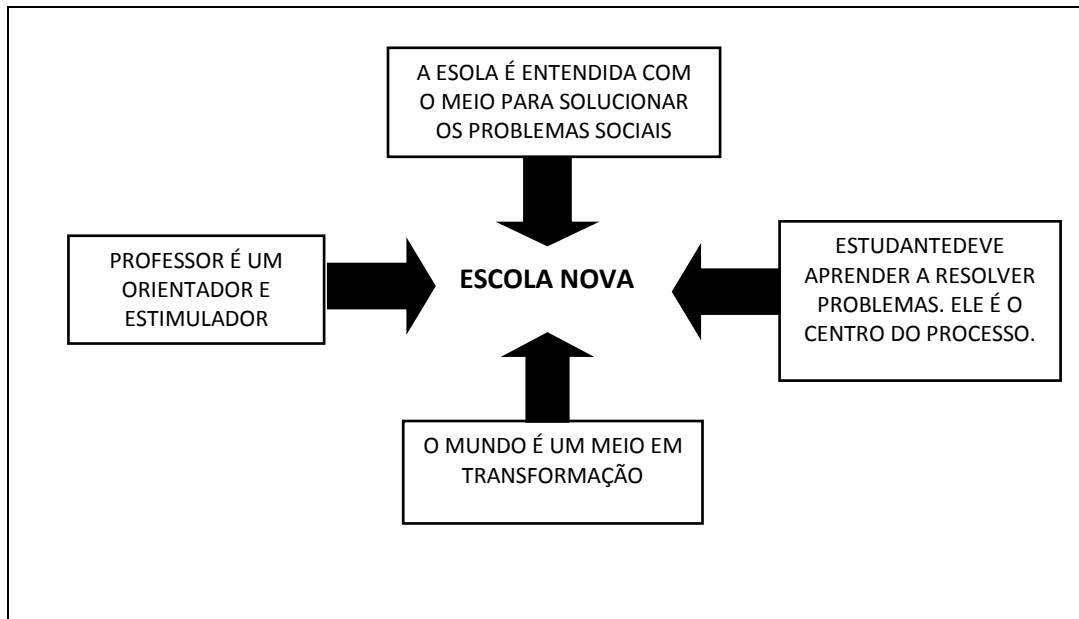 A ESOLA É ENTENDIDA COM
O MEIO PARA SOLUCIONAR
OS PROBLEMAS SOCIAIS
PROFESSOR É UM
ORIENTADOR E
ESTIMULADOR
ESCOLA NOVA
ESTUDANTEDEVE
APRENDER A RESOLVER
PROBLEMAS. ELE É O
CENTRO DO PROCESSO.
O MUNDO É UM MEIO EM
TRANSFORMAÇÃO